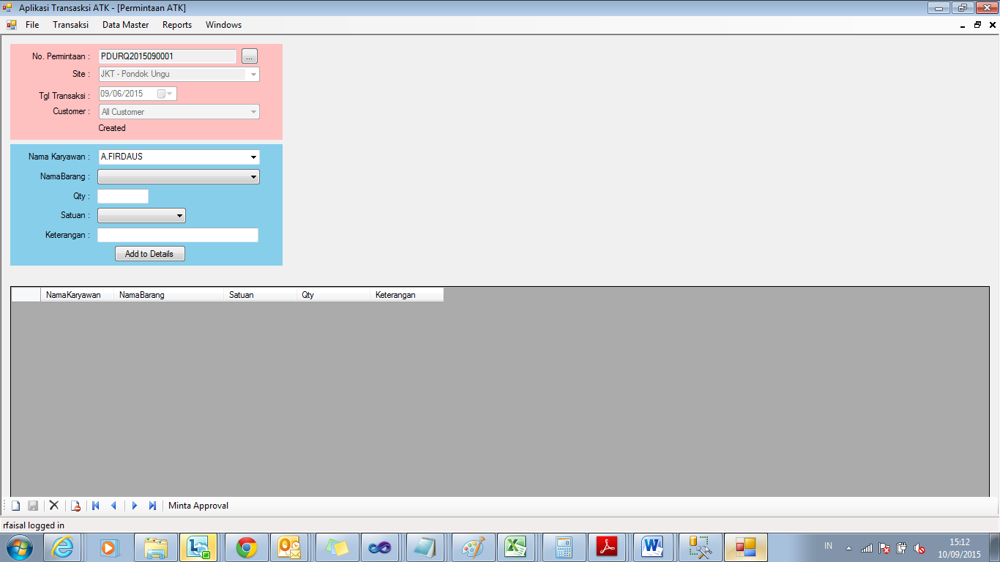 Aplikasi Transasksi ATK - [Permintaan ATK]
File Transaksi Data Master Reports Windows
No. Permintaan : PDURQ2015090001 ...
Site : JKT - Pondok Ungu
Tgl Transaksi : 09/06/2015
Customer : All Customer
Created
Nama Karyawan : A.FIRDAUS
NamaBarang :
Qty :
Satuan :
Keterangan :
Add to Details
NamaKaryawan NamaBarang Satuan Qty Keterangan
Minta Approval
rfaisal logged in
IN 15:12
10/09/2015